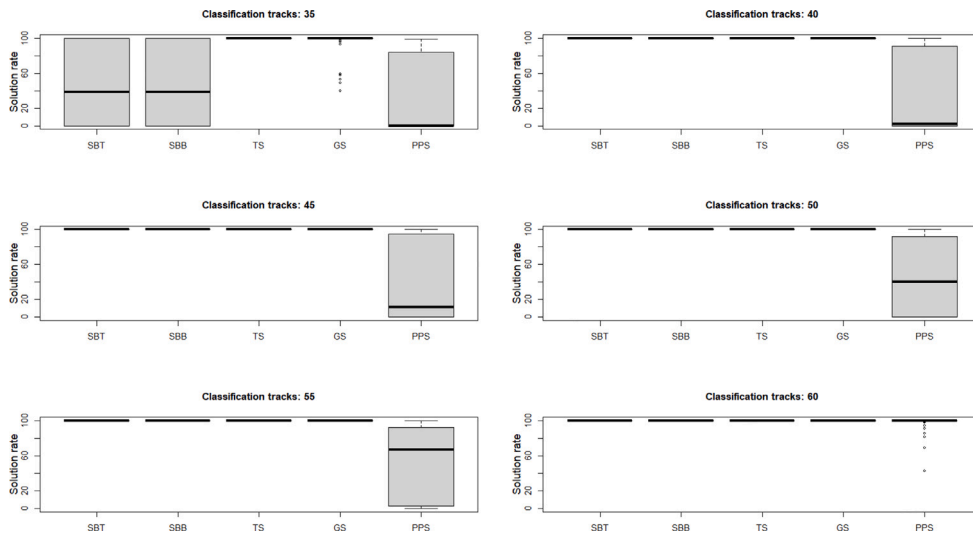 Classification tracks: 35
Solution rate
0 20 60 100
SBT SBB TS GS PPS
Classification tracks: 40
Solution rate
0 20 60 100
SBT SBB TS GS PPS
Classification tracks: 45
Solution rate
0 20 60 100
SBT SBB TS GS PPS
Classification tracks: 50
Solution rate
0 20 60 100
SBT SBB TS GS PPS
Classification tracks: 55
Solution rate
0 20 60 100
SBT SBB TS GS PPS
Classification tracks: 60
Solution rate
0 20 60 100
SBT SBB TS GS PPS